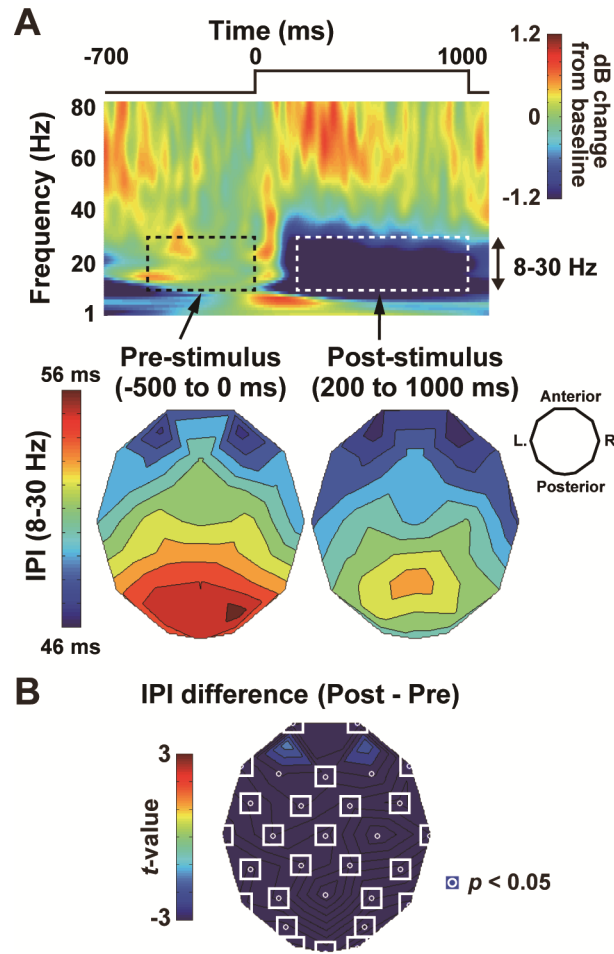 A
Time (ms)
-700
0
1000
1.2
0
-1.2
dB change
from baseline
80
60
40
20
1
Frequency (Hz)
8-30 Hz
Pre-stimulus
(-500 to 0 ms)
Post-stimulus
(200 to 1000 ms)
56 ms
46 ms
IPI (8-30 Hz)
Anterior
L.
R
Posterior
B
IPI difference (Post - Pre)
3
-3
t-value
p < 0.05